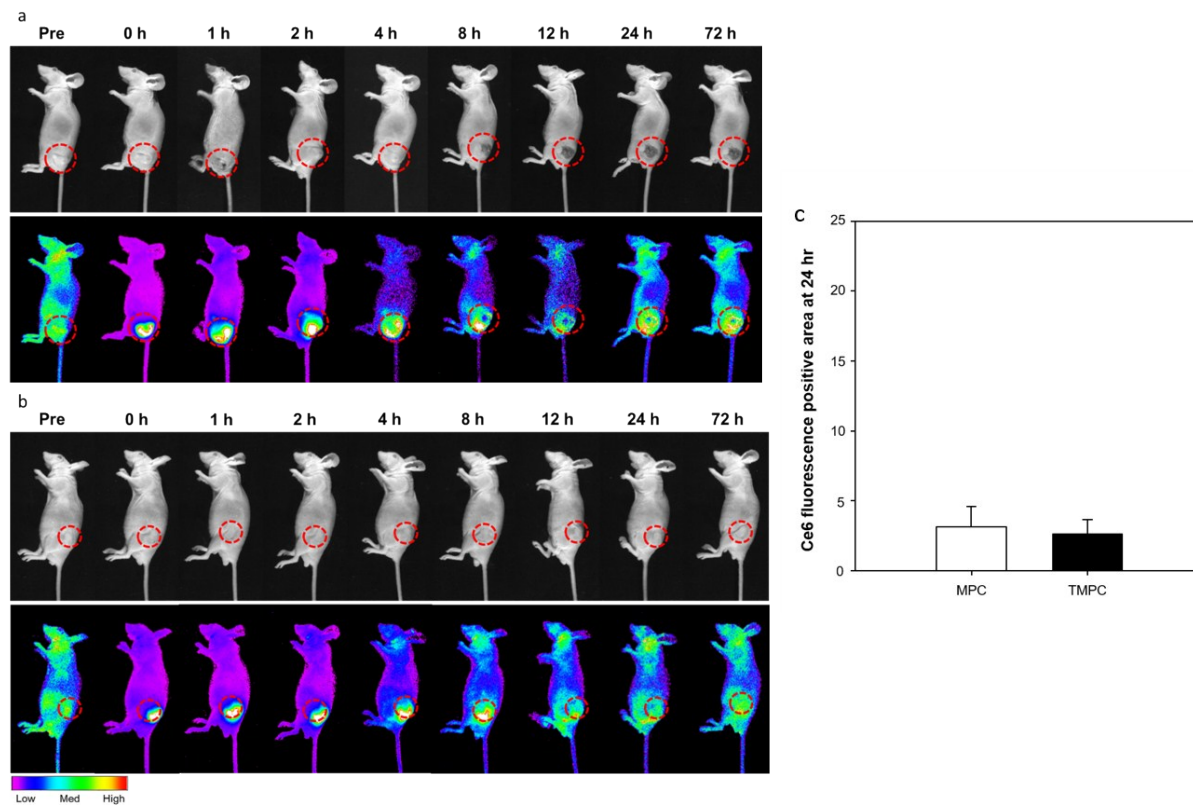 a
Pre 0 h 1 h 2 h 4 h 8 h 12 h 24 h 72 h
b
Pre 0 h 1 h 2 h 4 h 8 h 12 h 24 h 72 h
Low Med High
c
Ce6 fluorescence positive area at 24 hr
25
20
15
10
5
0
MPC TMPC